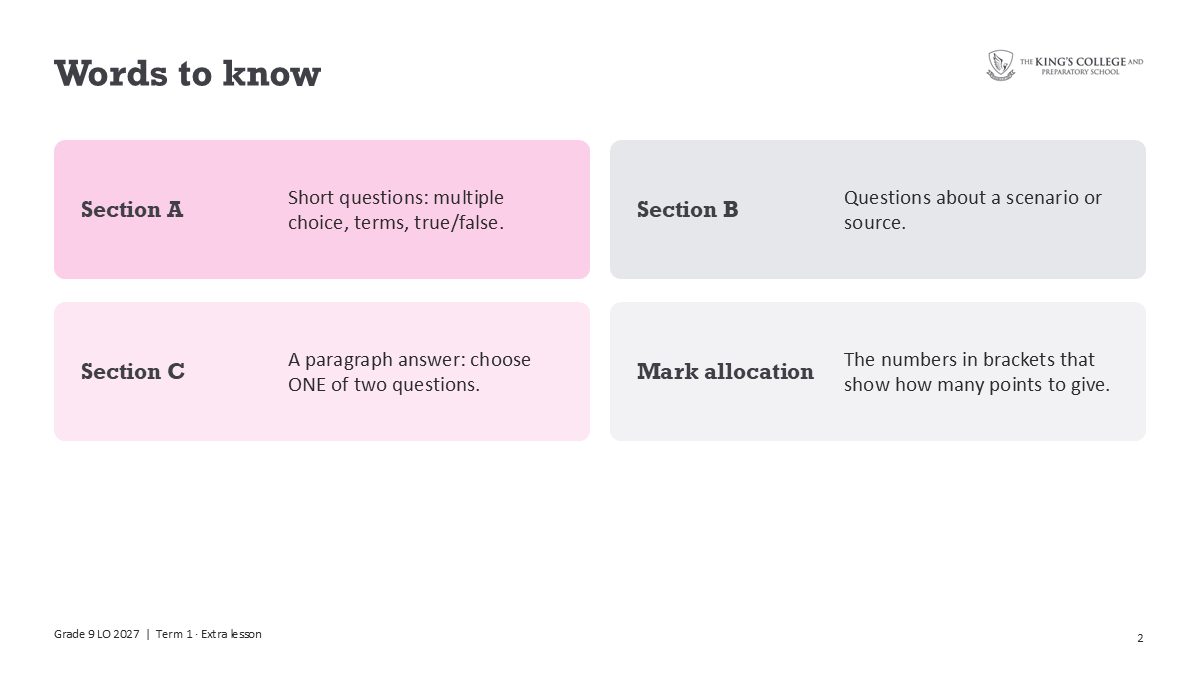 Words to know
THE KING'S COLLEGE AND
PREPARATORY SCHOOL
Section A
Short questions: multiple
choice, terms, true/false.
Section B
Questions about a scenario or
source.
Section C
A paragraph answer: choose
ONE of two questions.
Mark allocation
The numbers in brackets that
show how many points to give.
Grade 9 LO 2027 | Term 1 · Extra lesson
2